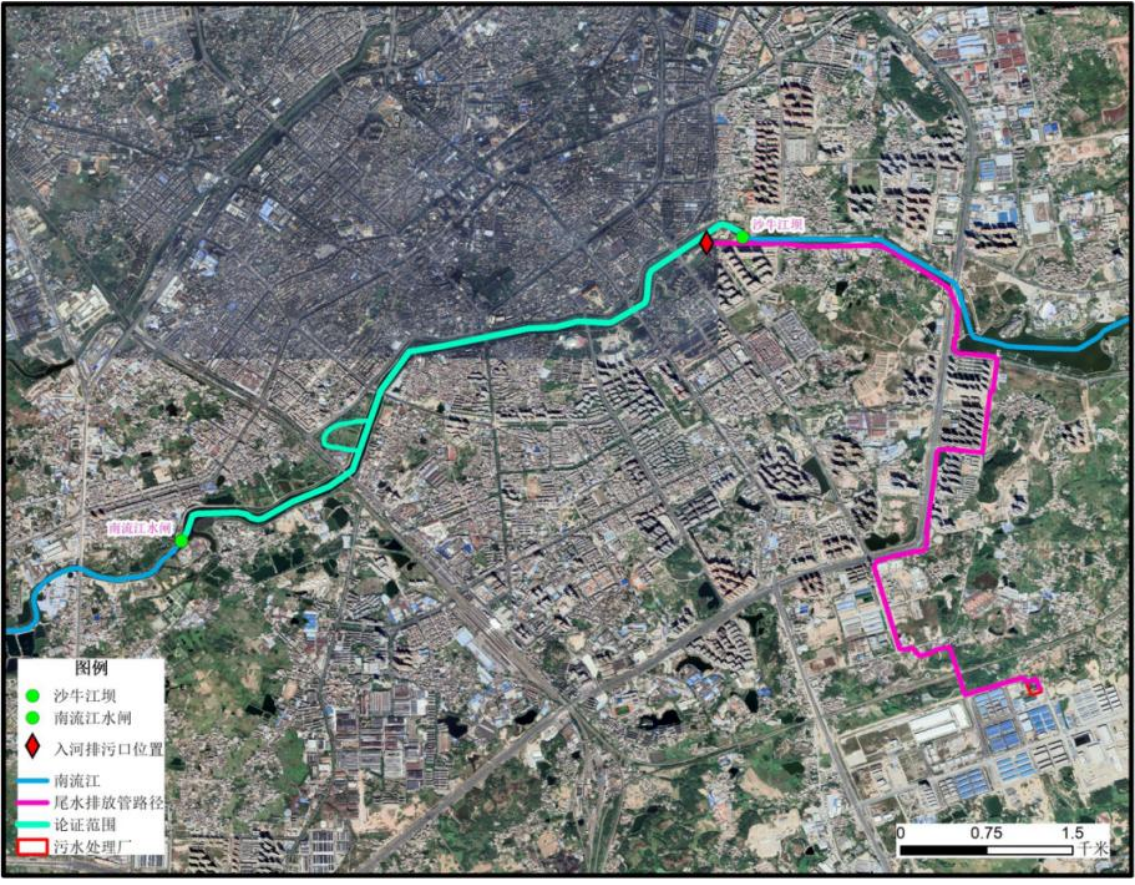 沙牛江坝
南流江水闸
图例
沙牛江坝
南流江水闸
入河排污口位置
南流江
尾水排放管路径
论证范围
污水处理厂
0 0.75 1.5
千米